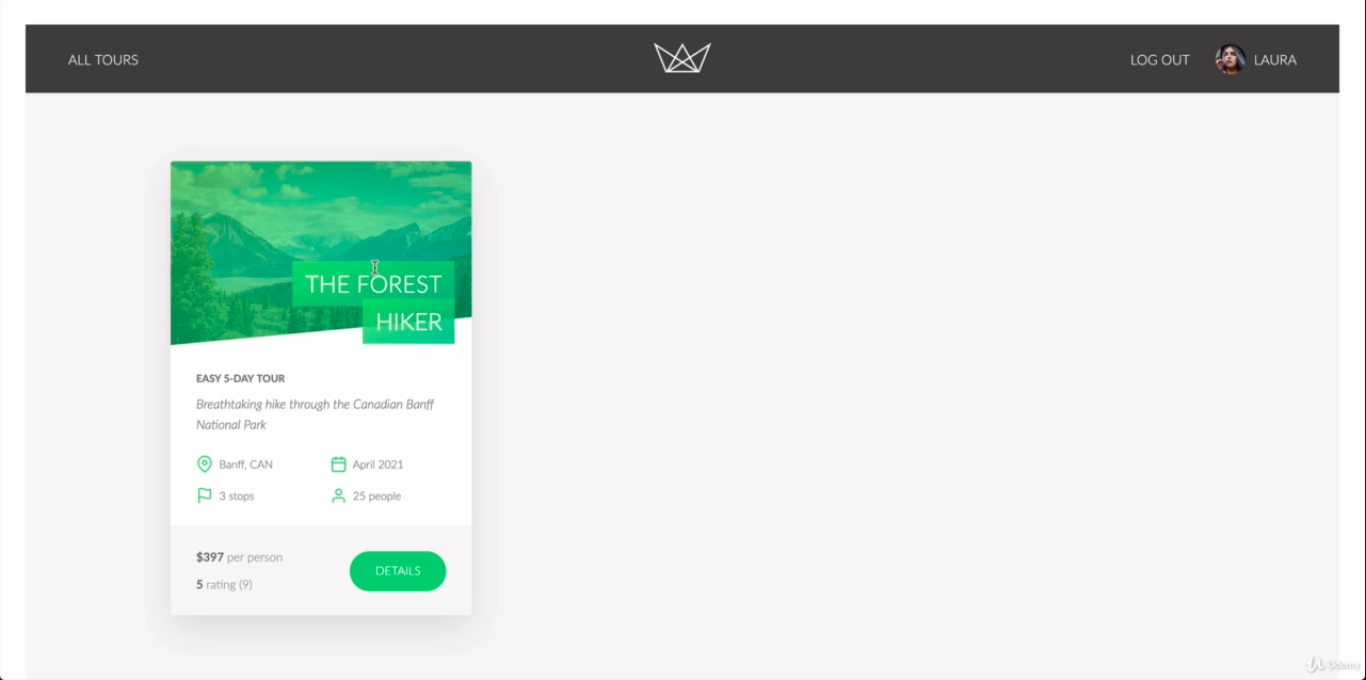 ALL TOURS
LOG OUT
LAURA
THE FOREST
HIKER
EASY 5-DAY TOUR
Breathtaking hike through the Canadian Banff
National Park
Banff, CAN
April 2021
3 stops
25 people
$397 per person
5 rating (9)
DETAILS
Udemy